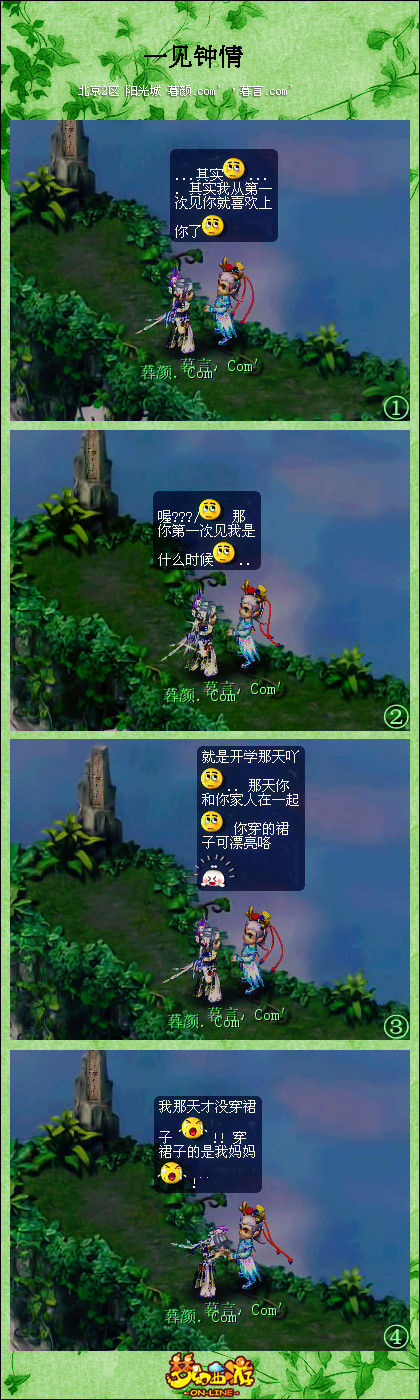 一见钟情
北京2区 阳光城 暮颜.com'，暮言.com'
...其实 ...
. 其实我从第一
次见你就喜欢上
你了
暮言, Com'
暮颜. Com
①
喔???/ 那
你第一次见我是
什么时候 ..
暮言, Com'
暮颜. Com
②
就是开学那天吖
.. 那天你
和你家人在一起
你穿的裙
子可漂亮咯
暮言, Com'
暮颜. Com
③
我那天才没穿裙
子 !! 穿
裙子的是我妈妈
!
暮言, Com'
暮颜. Com
④
梦幻西游
-ON-LINE-